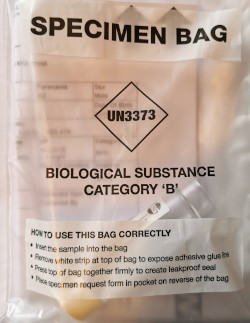 SPECIMEN BAG
UN3373
BIOLOGICAL SUBSTANCE
CATEGORY 'B'
HOW TO USE THIS BAG CORRECTLY
• Insert the sample into the bag
• Remove white strip at top of bag to expose adhesive glue
• Press top of bag together firmly to create leakproof seal
• Place specimen request form in pocket on reverse of the bag